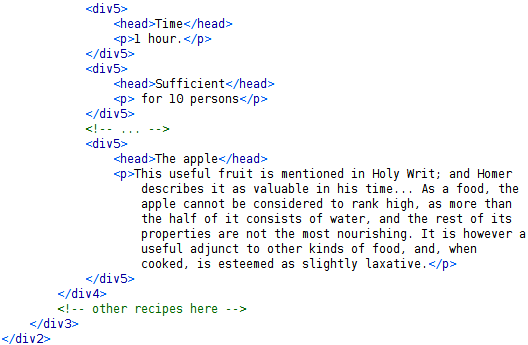 <div5>
<head>Time</head>
<p>1 hour.</p>
</div5>
<div5>
<head>Sufficient</head>
<p> for 10 persons</p>
</div5>
<!-- ... -->
<div5>
<head>The apple</head>
<p>This useful fruit is mentioned in Holy Writ; and Homer
describes it as valuable in his time... As a food, the
apple cannot be considered to rank high, as more than
the half of it consists of water, and the rest of its
properties are not the most nourishing. It is however a
useful adjunct to other kinds of food, and, when
cooked, is esteemed as slightly laxative.</p>
</div5>
</div4>
<!-- other recipes here -->
</div3>
</div2>